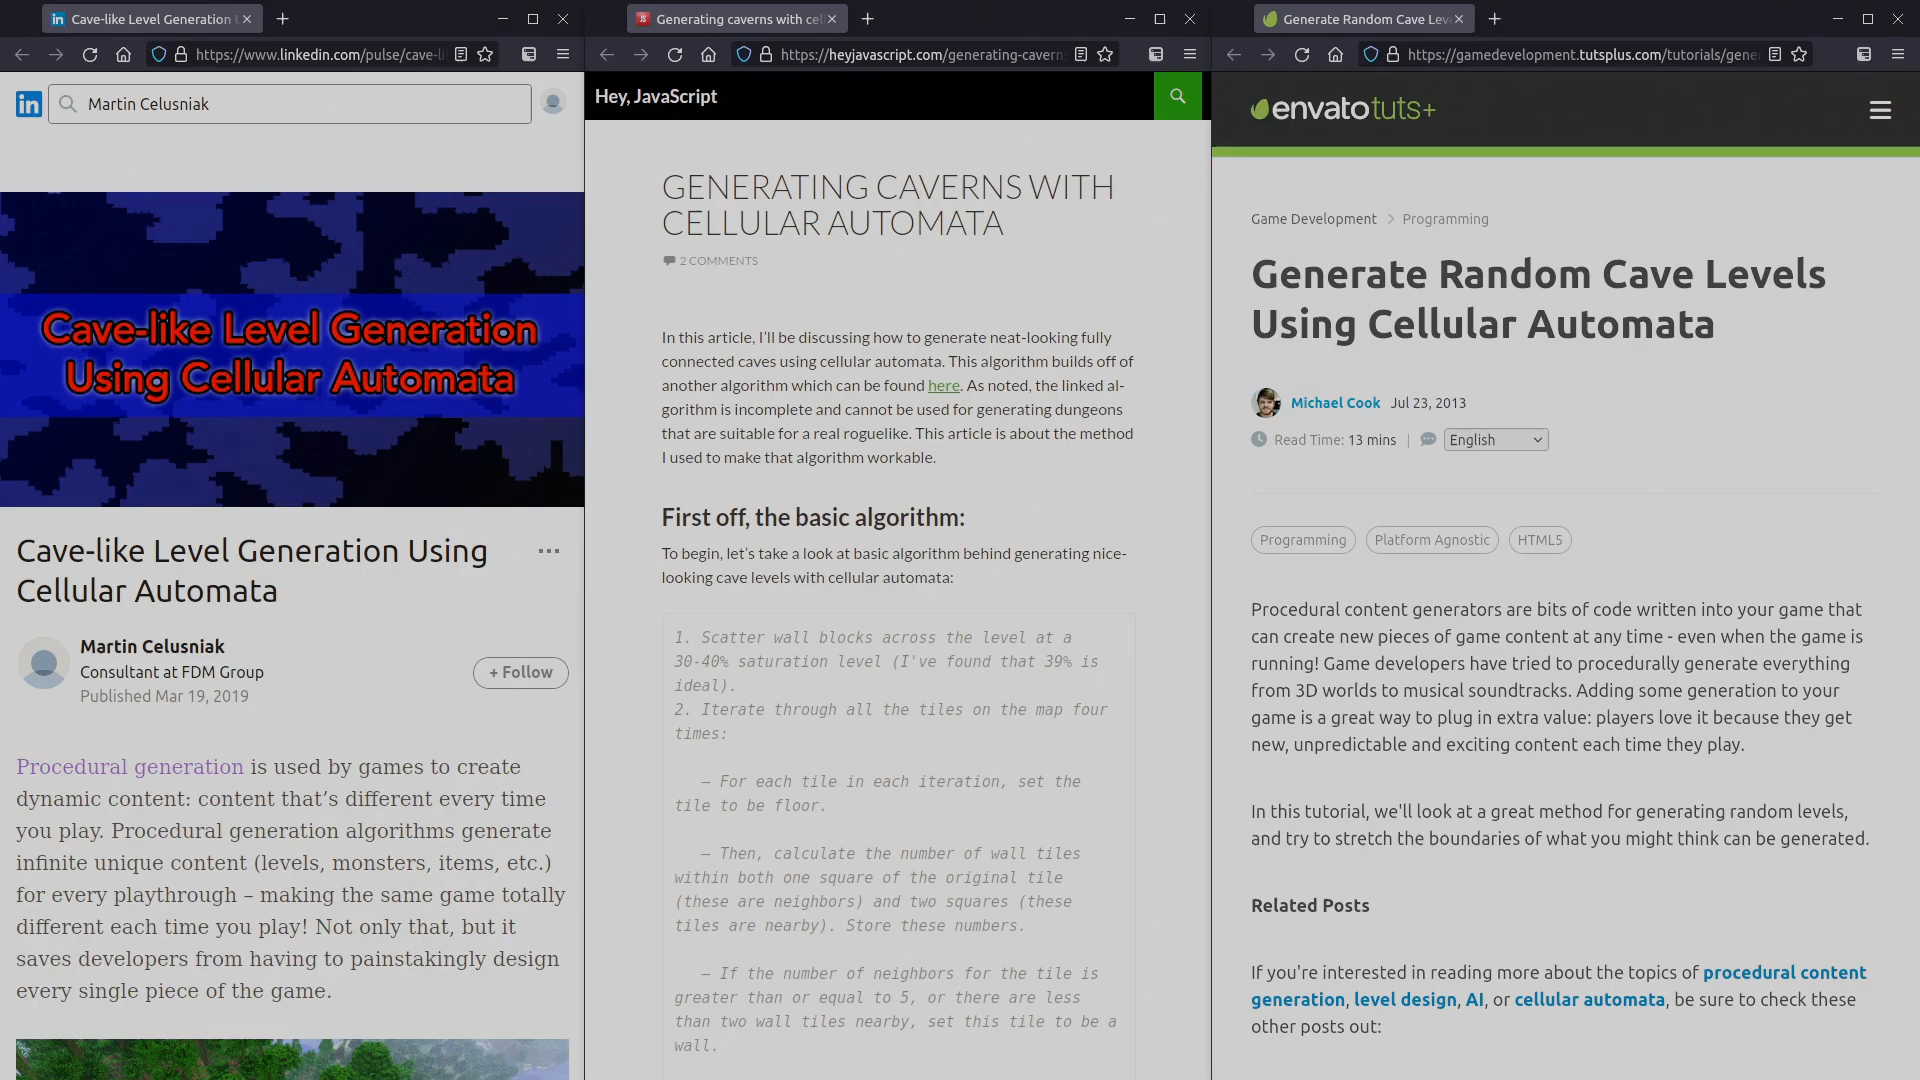 Cave-like Level Generation
https://www.linkedin.com/pulse/cave-li
in
Martin Celusniak
Cave-like Level Generation
Using Cellular Automata
Cave-like Level Generation Using
Cellular Automata
Martin Celusniak
Consultant at FDM Group
+ Follow
Published Mar 19, 2019
Procedural generation is used by games to create
dynamic content: content that’s different every time
you play. Procedural generation algorithms generate
infinite unique content (levels, monsters, items, etc.)
for every playthrough – making the same game totally
different each time you play! Not only that, but it
saves developers from having to painstakingly design
every single piece of the game.
Generating caverns with cel
https://heyjavascript.com/generating-cavern
Hey, JavaScript
GENERATING CAVERNS WITH
CELLULAR AUTOMATA
2 COMMENTS
In this article, I’ll be discussing how to generate neat-looking fully
connected caves using cellular automata. This algorithm builds off of
another algorithm which can be found here. As noted, the linked al-
gorithm is incomplete and cannot be used for generating dungeons
that are suitable for a real roguelike. This article is about the method
I used to make that algorithm workable.
First off, the basic algorithm:
To begin, let’s take a look at basic algorithm behind generating nice-
looking cave levels with cellular automata:
1. Scatter wall blocks across the level at a
30-40% saturation level (I've found that 39% is
ideal).
2. Iterate through all the tiles on the map four
times:
– For each tile in each iteration, set the
tile to be floor.
– Then, calculate the number of wall tiles
within both one square of the original tile
(these are neighbors) and two squares (these
tiles are nearby). Store these numbers.
– If the number of neighbors for the tile is
greater than or equal to 5, or there are less
than two wall tiles nearby, set this tile to be a
wall.
Generate Random Cave Lev
https://gamedevelopment.tutsplus.com/tutorials/gene
envatotuts+
Game Development > Programming
Generate Random Cave Levels
Using Cellular Automata
Michael Cook Jul 23, 2013
Read Time: 13 mins | English
Programming Platform Agnostic HTML5
Procedural content generators are bits of code written into your game that
can create new pieces of game content at any time - even when the game is
running! Game developers have tried to procedurally generate everything
from 3D worlds to musical soundtracks. Adding some generation to your
game is a great way to plug in extra value: players love it because they get
new, unpredictable and exciting content each time they play.
In this tutorial, we'll look at a great method for generating random levels,
and try to stretch the boundaries of what you might think can be generated.
Related Posts
If you're interested in reading more about the topics of procedural content
generation, level design, AI, or cellular automata, be sure to check these
other posts out: